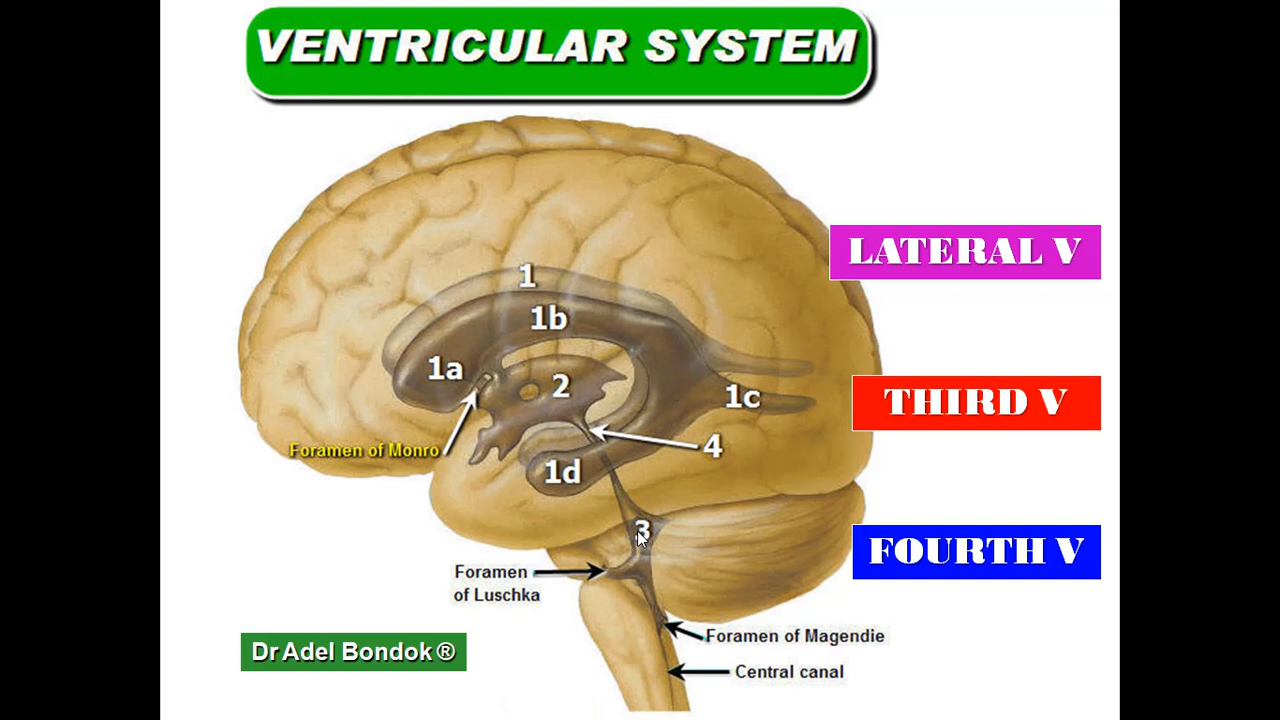 VENTRICULAR SYSTEM
LATERAL V
1
1b
1a
2
1c
THIRD V
Foramen of Monro
4
1d
3
FOURTH V
Foramen
of Luschka
Foramen of Magendie
Dr Adel Bondok ®
Central canal